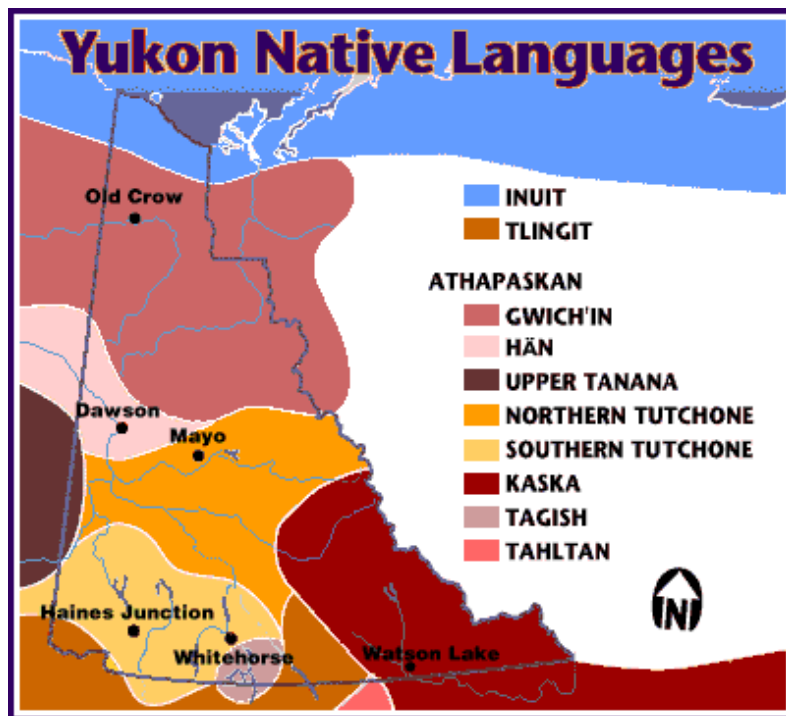 Yukon Native Languages
Old Crow
INUIT
TLINGIT
ATHAPASKAN
GWICH'IN
HÄN
UPPER TANANA
Dawson
NORTHERN TUTCHONE
Mayo
SOUTHERN TUTCHONE
KASKA
TAGISH
TAHLTAN
N
Haines Junction
Whitehorse
Watson Lake